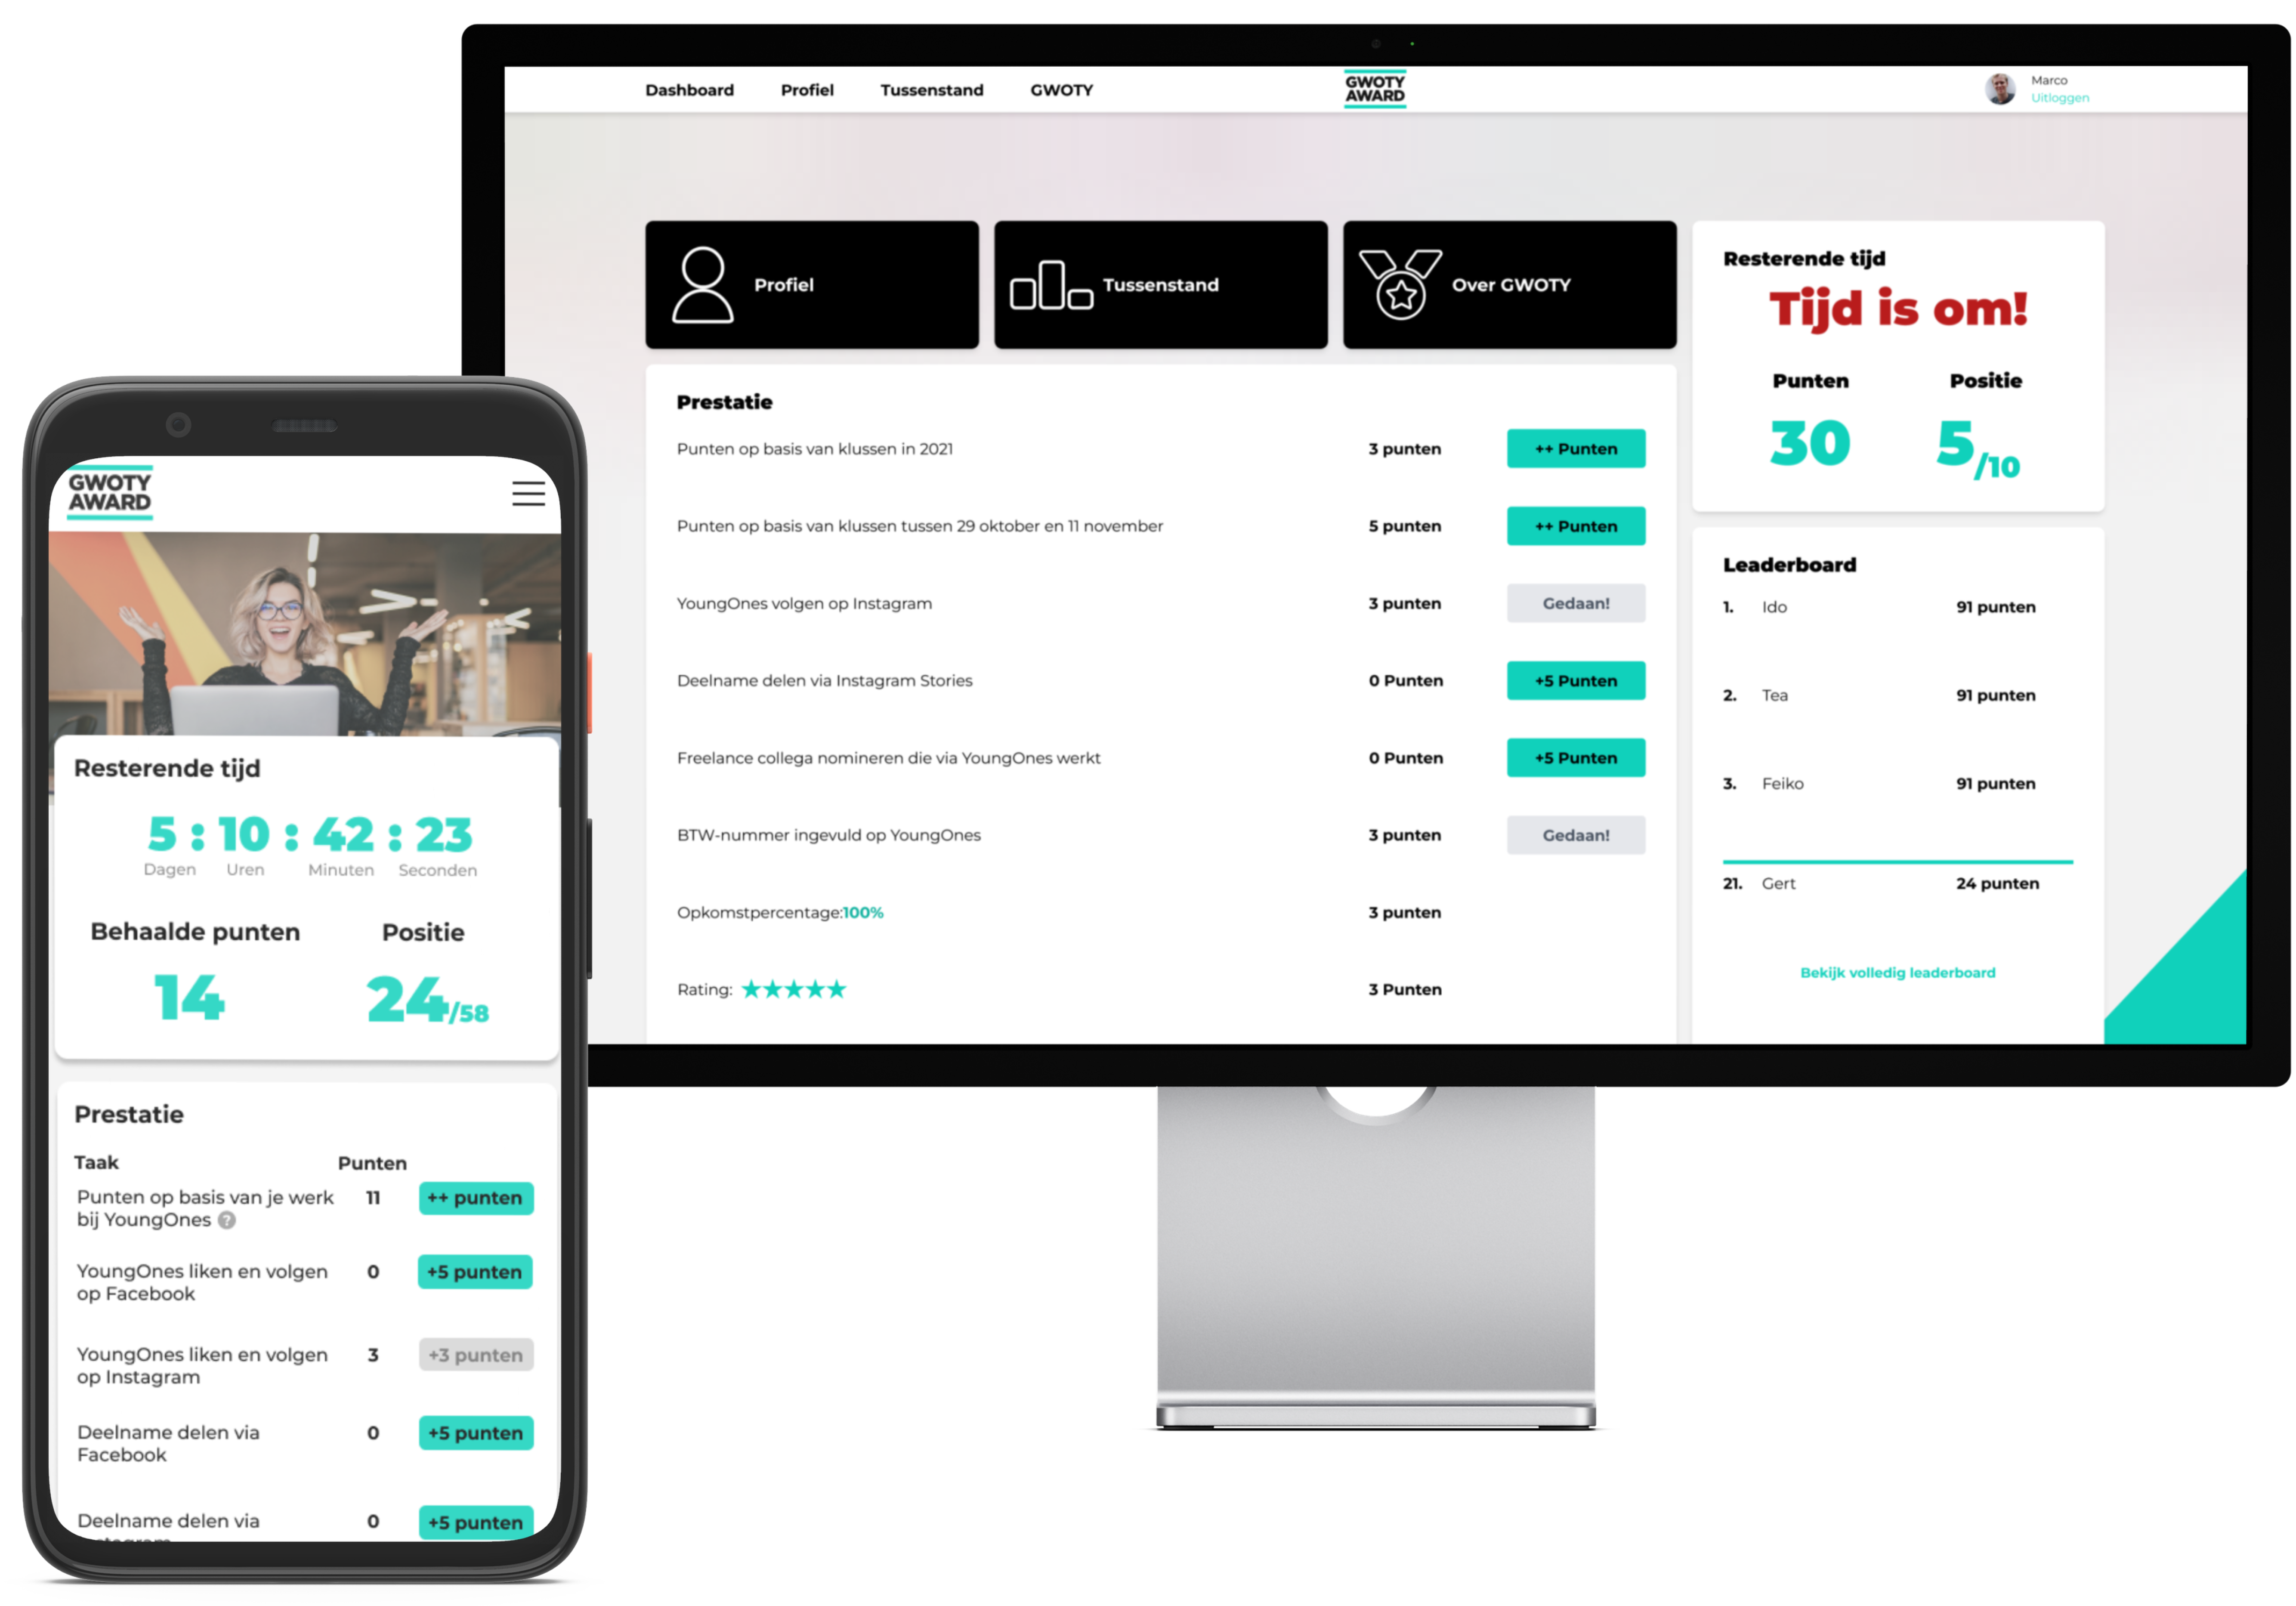 Dashboard Profiel Tussenstand GWOTY
GWOTY
AWARD
Marco
Uitloggen
Profiel
Tussenstand
Over GWOTY
Resterende tijd
Tijd is om!
Punten Positie
30 5/10
Prestatie
Punten op basis van klussen in 2021 3 punten ++ Punten
Punten op basis van klussen tussen 29 oktober en 11 november 5 punten ++ Punten
YoungOnes volgen op Instagram 3 punten Gedaan!
Deelname delen via Instagram Stories 0 Punten +5 Punten
Freelance collega nomineren die via YoungOnes werkt 0 Punten +5 Punten
BTW-nummer ingevuld op YoungOnes 3 punten Gedaan!
Opkomstpercentage:100% 3 punten
Rating: ★★★★★ 3 Punten
Leaderboard
1. Ido 91 punten
2. Tea 91 punten
3. Feiko 91 punten
21. Gert 24 punten
Bekijk volledig leaderboard
GWOTY
AWARD
Resterende tijd
5 : 10 : 42 : 23
Dagen Uren Minuten Seconden
Behaalde punten Positie
14 24/58
Prestatie
Taak Punten
Punten op basis van je werk 11 ++ punten
bij YoungOnes ?
YoungOnes liken en volgen 0 +5 punten
op Facebook
YoungOnes liken en volgen 3 +3 punten
op Instagram
Deelname delen via 0 +5 punten
Facebook
Deelname delen via 0 +5 punten